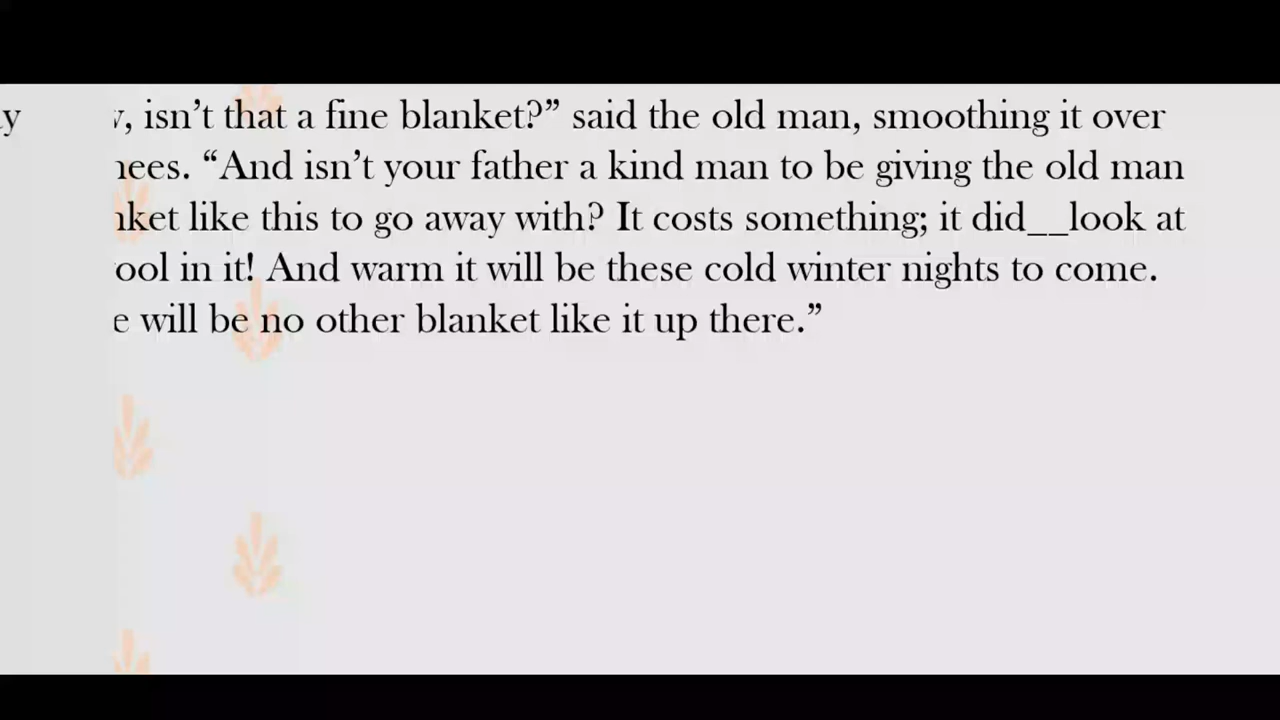 isn’t that a fine blanket?” said the old man, smoothing it over
“And isn’t your father a kind man to be giving the old man
like this to go away with? It costs something; it did__look at
in it! And warm it will be these cold winter nights to come.
will be no other blanket like it up there.”